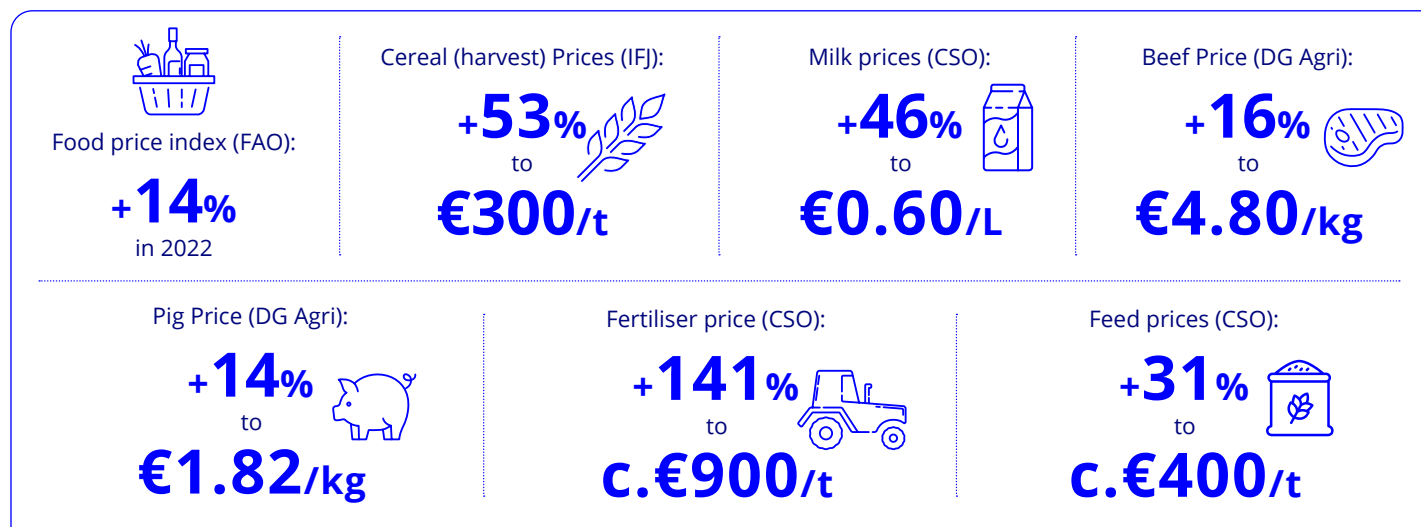 Food price index (FAO):
+14%
in 2022
Cereal (harvest) Prices (IFJ):
+53%
to
€300/t
Milk prices (CSO):
+46%
to
€0.60/L
Beef Price (DG Agri):
+16%
to
€4.80/kg
Pig Price (DG Agri):
+14%
to
€1.82/kg
Fertiliser price (CSO):
+141%
to
c.€900/t
Feed prices (CSO):
+31%
to
c.€400/t